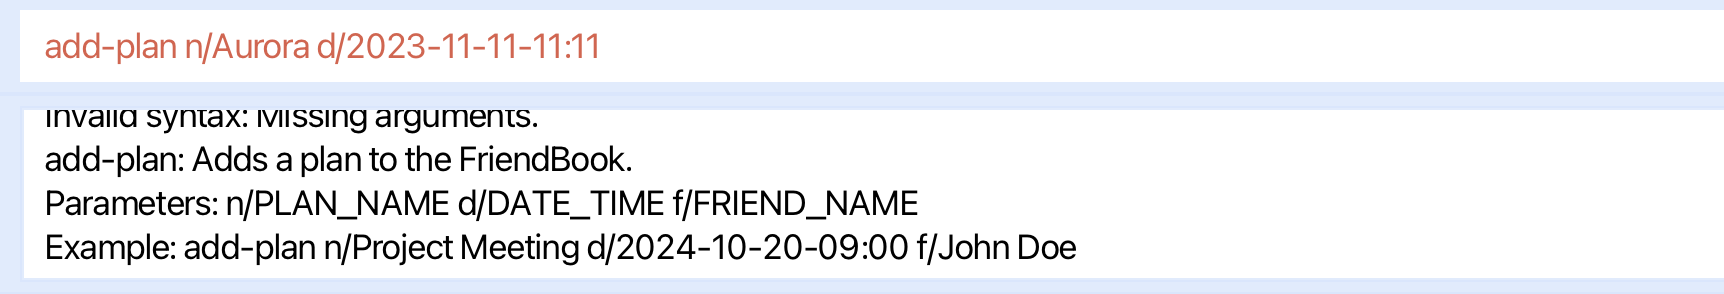 add-plan n/Aurora d/2023-11-11-11:11
Invalid syntax: Missing arguments.
add-plan: Adds a plan to the FriendBook.
Parameters: n/PLAN_NAME d/DATE_TIME f/FRIEND_NAME
Example: add-plan n/Project Meeting d/2024-10-20-09:00 f/John Doe